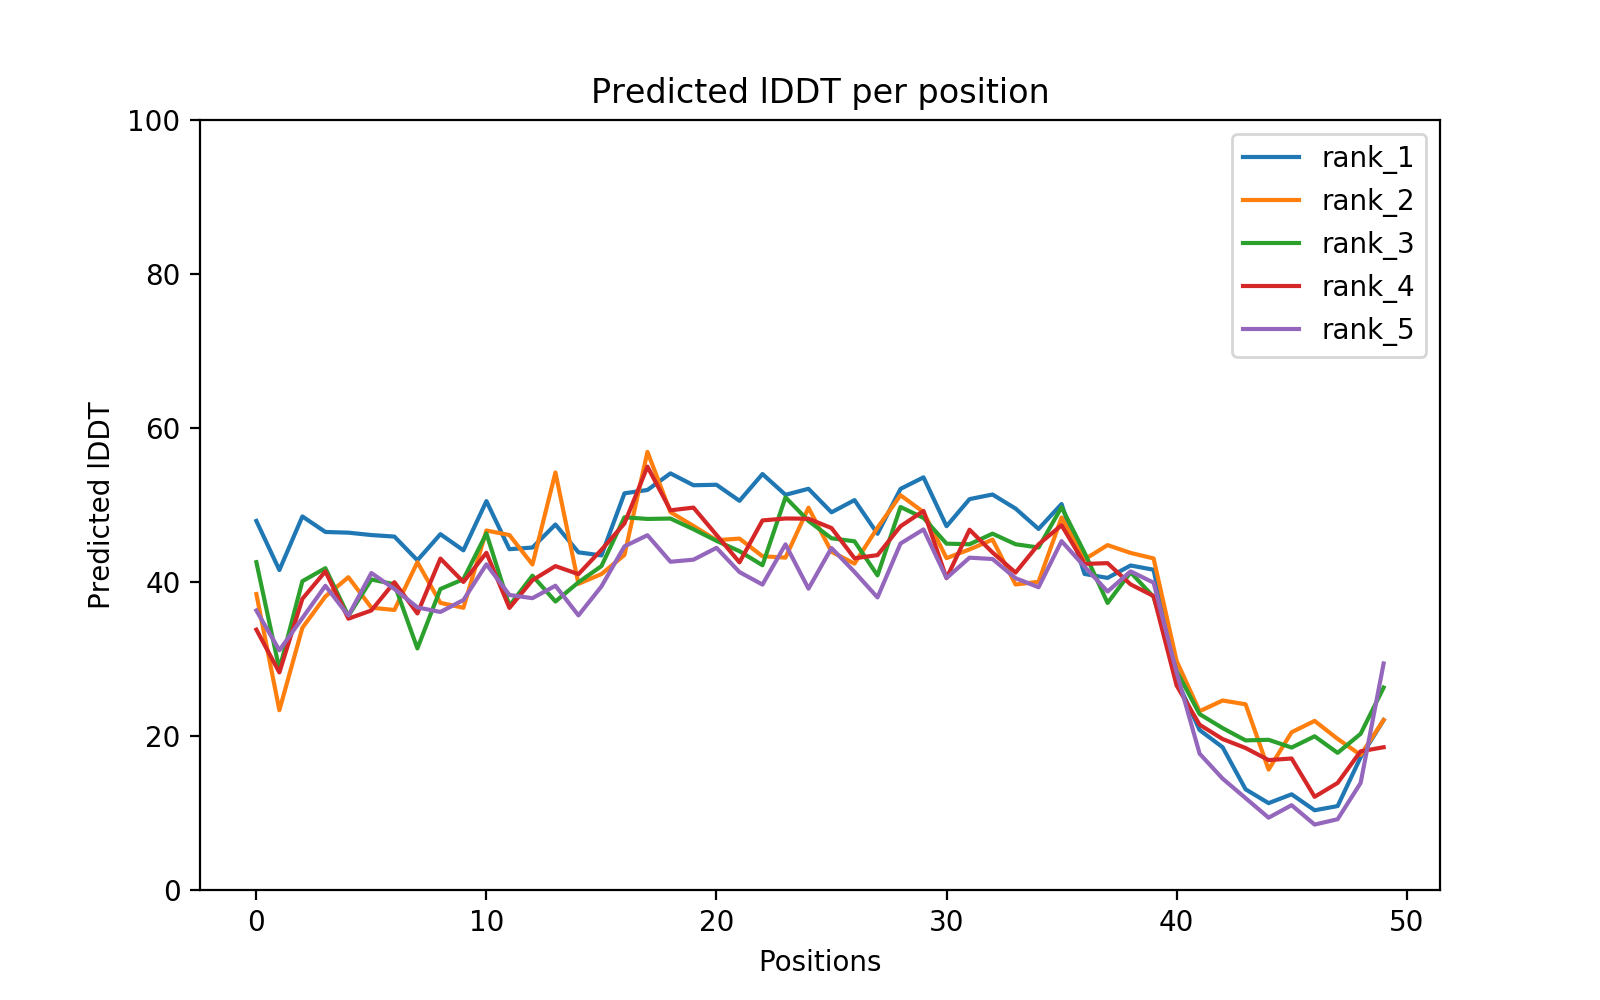 Predicted lDDT per position
100
80
60
40
20
0
Predicted lDDT
rank_1
rank_2
rank_3
rank_4
rank_5
0 10 20 30 40 50
Positions